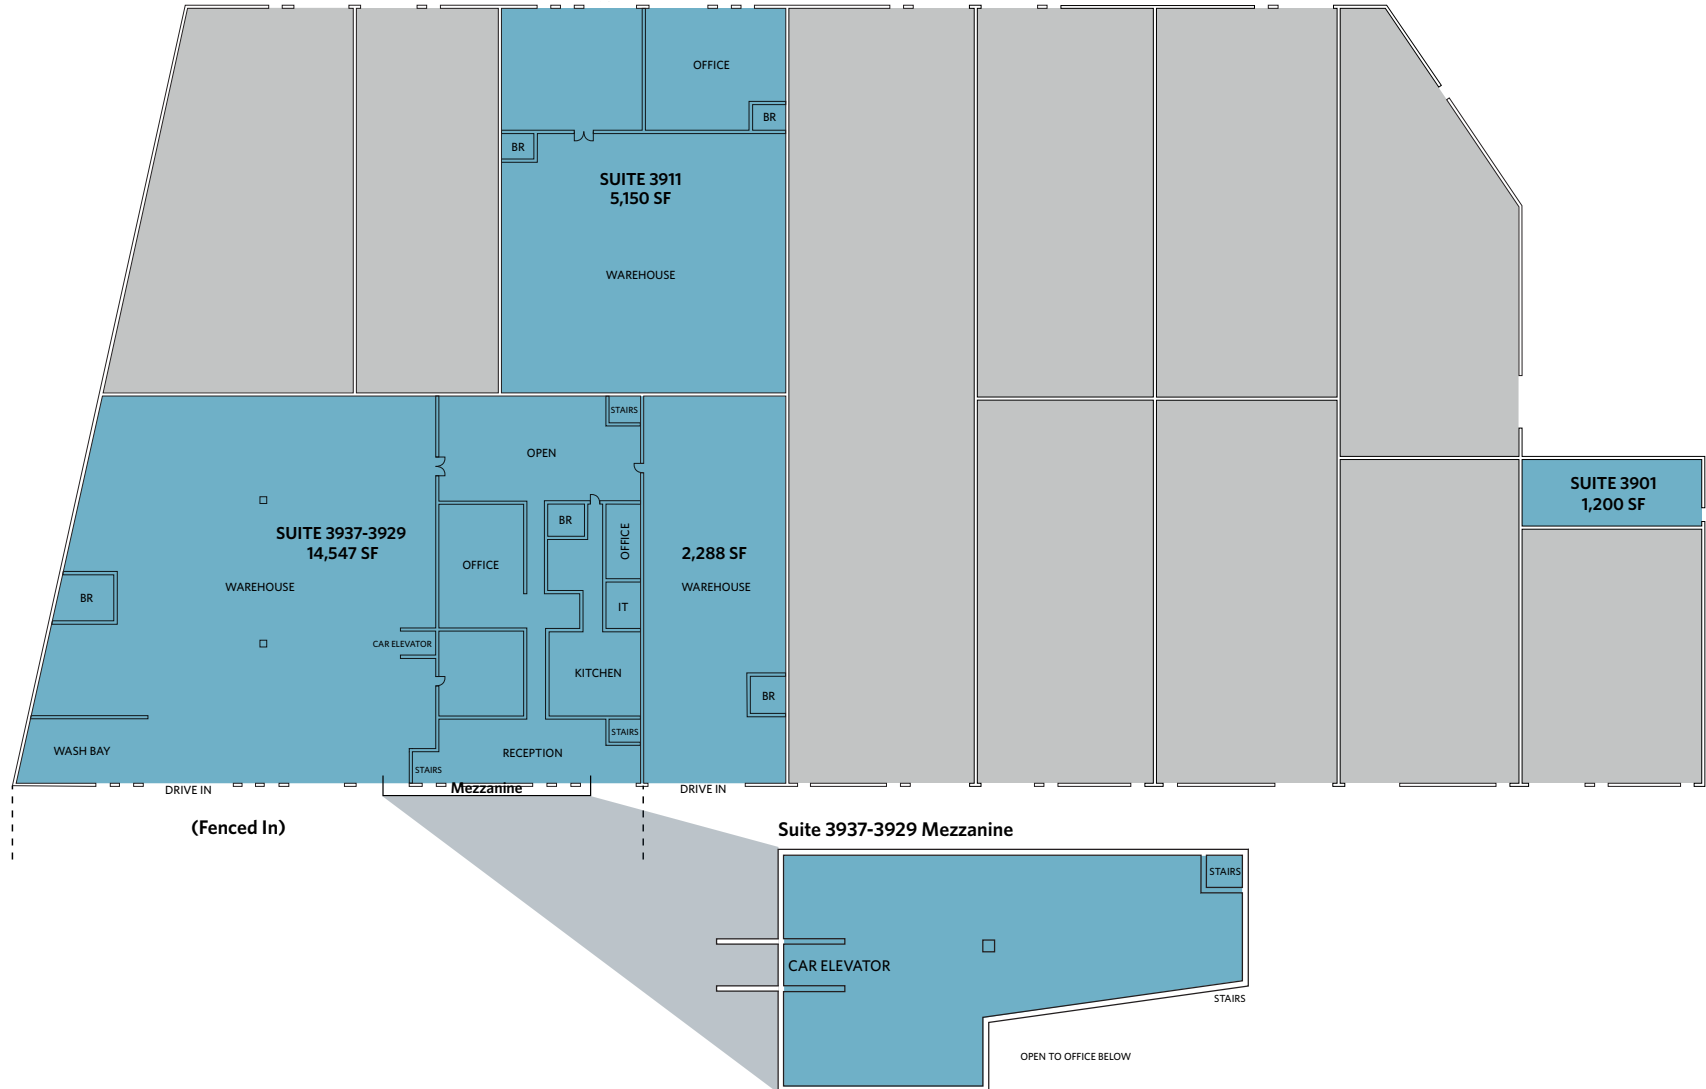 OFFICE
BR
BR
SUITE 3911
5,150 SF
WAREHOUSE
STAIRS
OPEN
SUITE 3901
1,200 SF
BR
OFFICE
SUITE 3937-3929
14,547 SF
2,288 SF
OFFICE
WAREHOUSE
WAREHOUSE
BR
IT
CAR ELEVATOR
KITCHEN
BR
STAIRS
WASH BAY
RECEPTION
STAIRS
DRIVE IN
Mezzanine
DRIVE IN
(Fenced In)
Suite 3937-3929 Mezzanine
STAIRS
CAR ELEVATOR
STAIRS
OPEN TO OFFICE BELOW